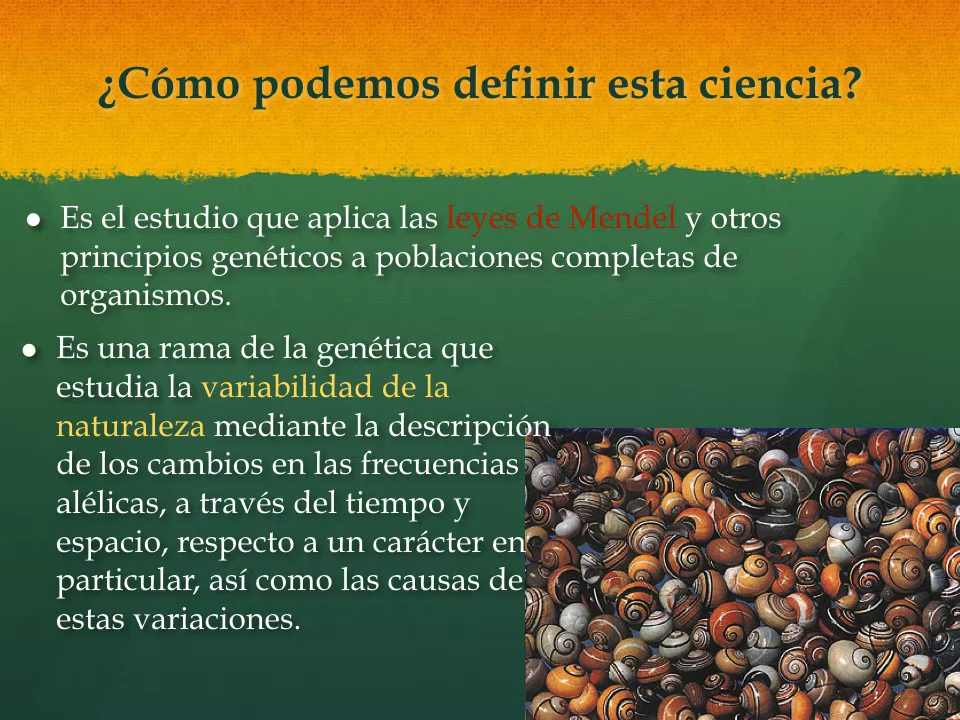 ¿Cómo podemos definir esta ciencia?
● Es el estudio que aplica las leyes de Mendel y otros
principios genéticos a poblaciones completas de
organismos.
● Es una rama de la genética que
estudia la variabilidad de la
naturaleza mediante la descripción
de los cambios en las frecuencias
alélicas, a través del tiempo y
espacio, respecto a un carácter en
particular, así como las causas de
estas variaciones.